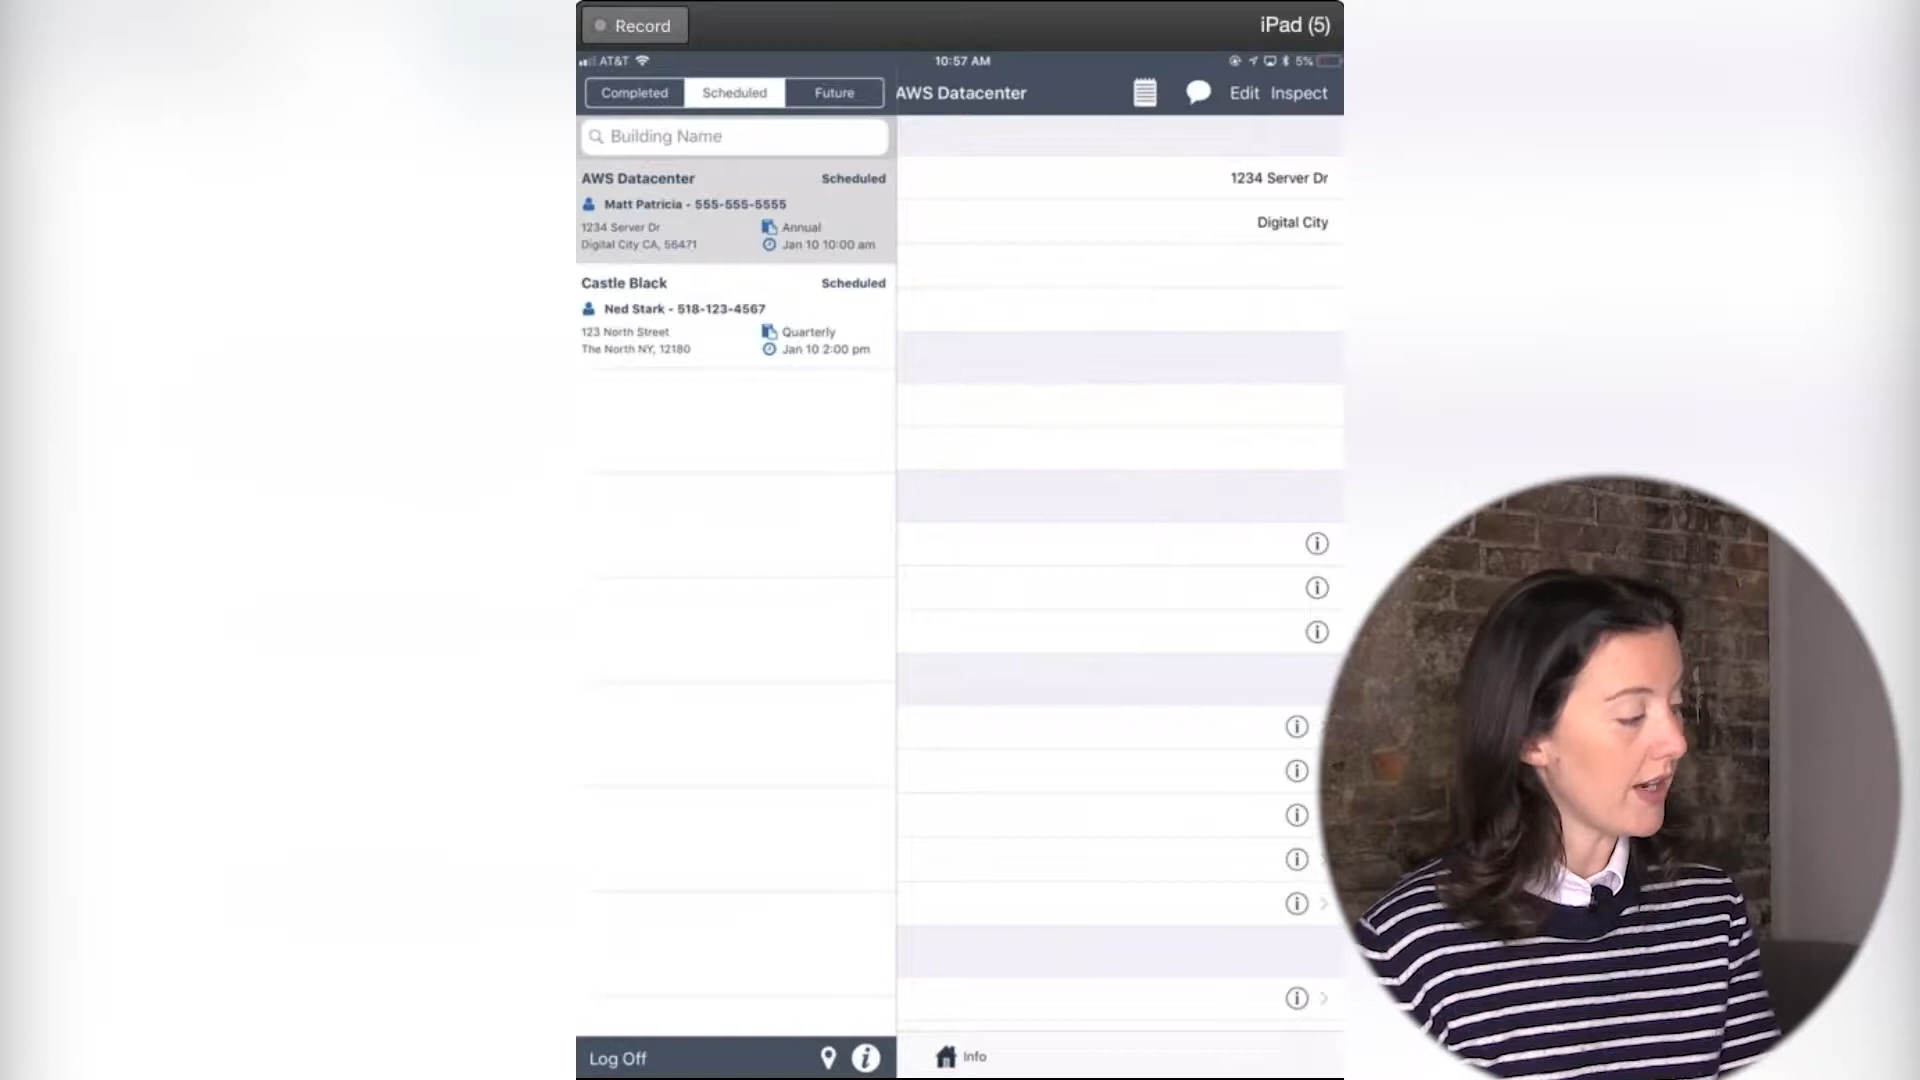 Record
iPad (5)
AT&T
10:57 AM
5%
Completed
Scheduled
Future
AWS Datacenter
Edit
Inspect
Building Name
AWS Datacenter
Scheduled
Matt Patricia - 555-555-5555
1234 Server Dr
Annual
Digital City CA, 56471
Jan 10 10:00 am
Castle Black
Scheduled
Ned Stark - 518-123-4567
123 North Street
Quarterly
The North NY, 12180
Jan 10 2:00 pm
1234 Server Dr
Digital City
Log Off
Info